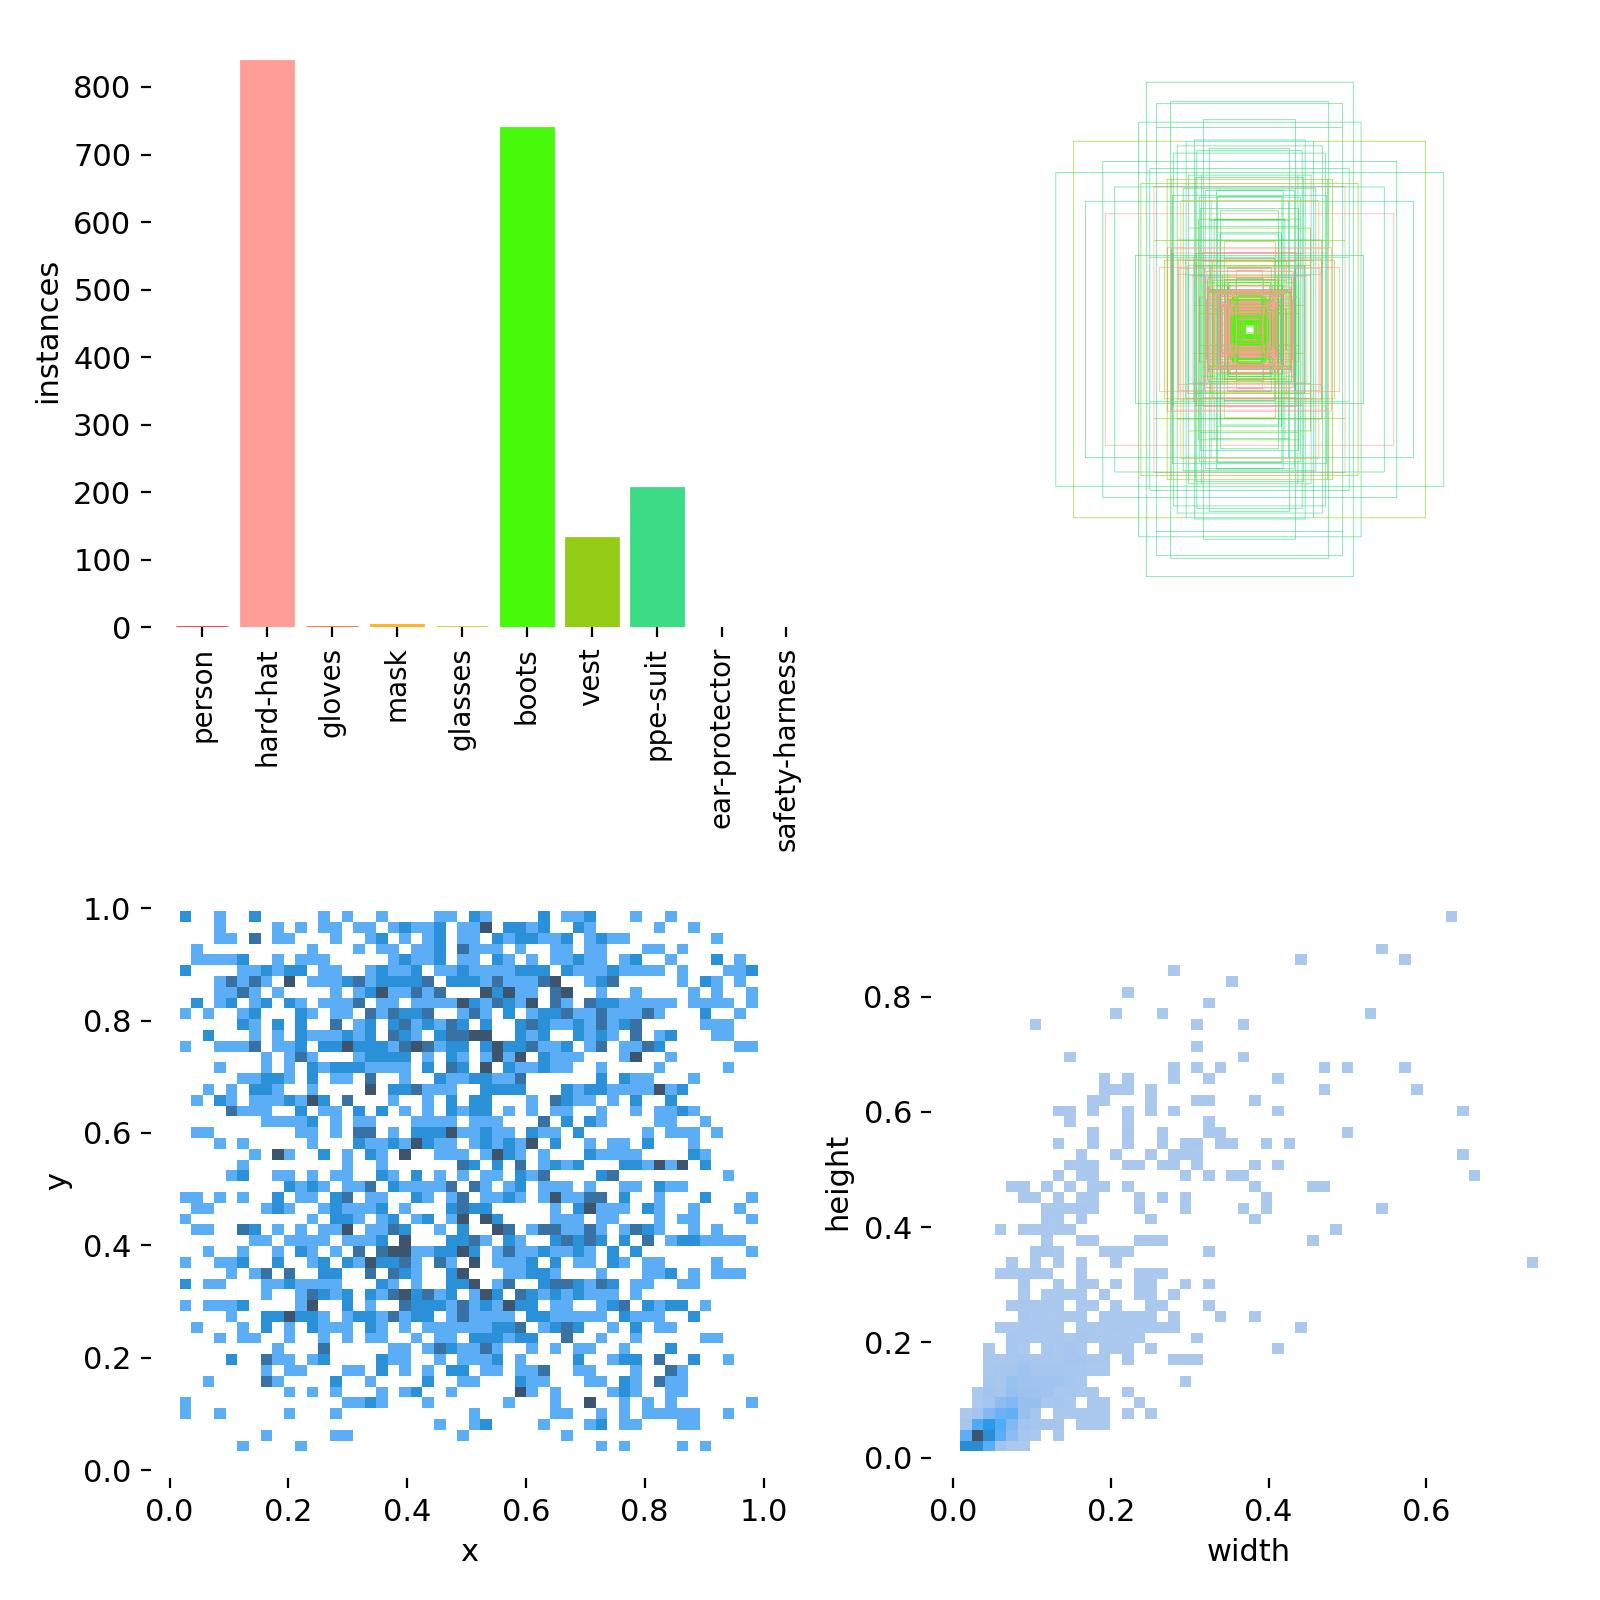 800
700
600
500
400
300
200
100
0
instances
person
hard-hat
gloves
mask
glasses
boots
vest
ppe-suit
ear-protector
safety-harness
1.0
0.8
0.6
0.4
0.2
0.0
y
0.0 0.2 0.4 0.6 0.8 1.0
x
0.8
0.6
0.4
0.2
0.0
height
0.0 0.2 0.4 0.6
width